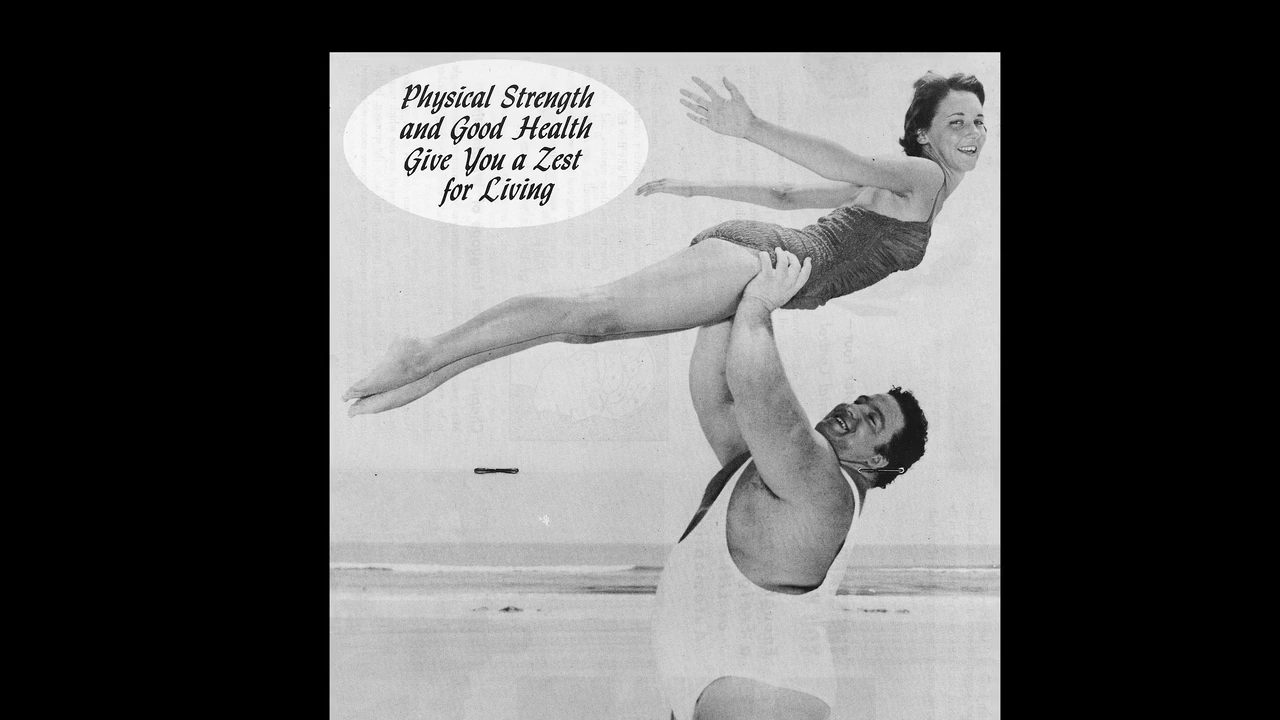 Physical Strength
and Good Health
Give You a Zest
for Living